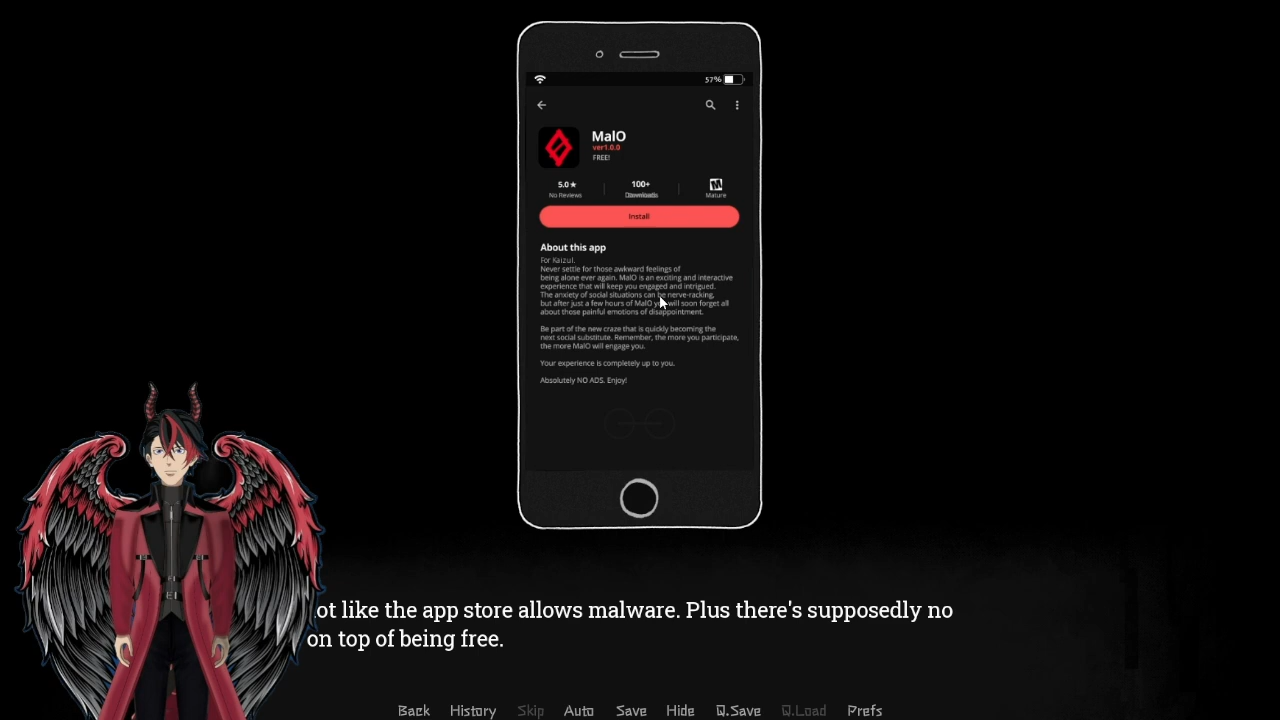 57%
MalO
ver1.0.0
FREE!
5.0★ 100+
No Reviews Downloads Mature
Install
About this app
For Kaizul.
Never settle for those awkward feelings of
being alone ever again. MalO is an exciting and interactive
experience that will keep you engaged and intrigued.
The anxiety of social situations can be nerve-racking,
but after just a few hours of MalO you will soon forget all
about those painful emotions of disappointment.
Be part of the new craze that is quickly becoming the
next social substitute. Remember, the more you participate,
the more MalO will engage you.
Your experience is completely up to you.
Absolutely NO ADS. Enjoy!
ot like the app store allows malware. Plus there's supposedly no
on top of being free.
Back History Skip Auto Save Hide Q.Save Q.Load Prefs